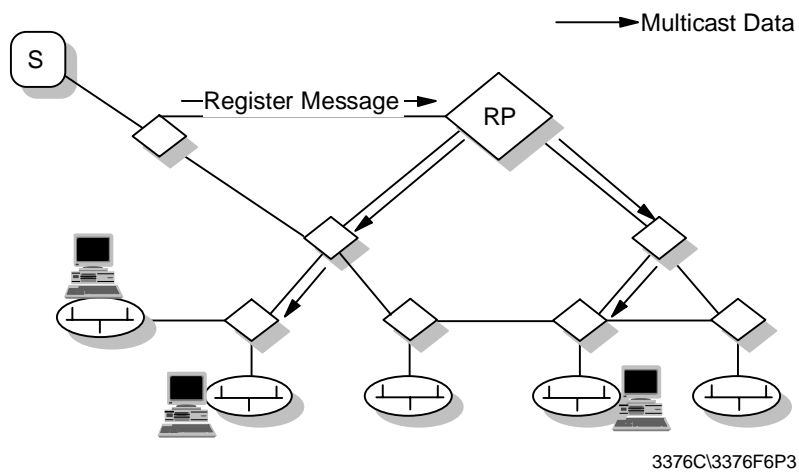 Multicast Data
S
Register Message
RP
3376C\3376F6P3